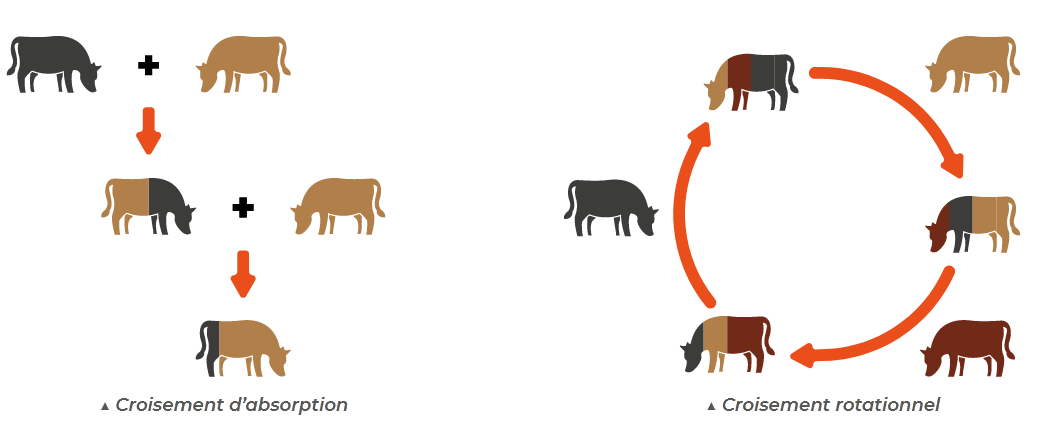 ▲ Croisement d’absorption
▲ Croisement rotationnel